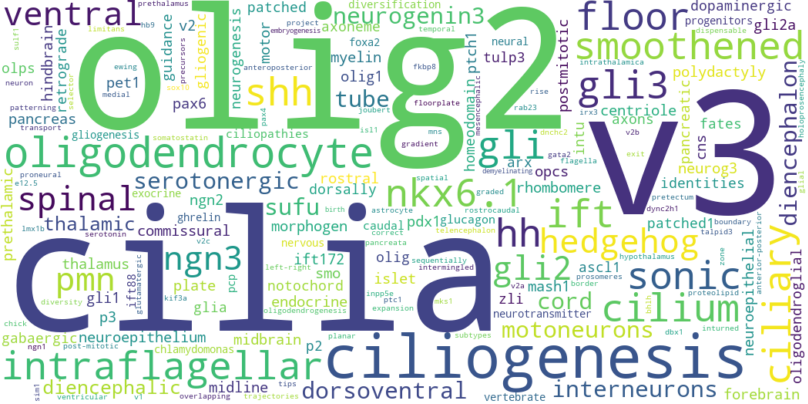 ventral
olig2
hb9
prethalamus
patched
diversification
floor
dopaminergic
progenitors
gli2a
neurogenin3
axoneme
smoothened
limitans
ewing
v2
project
embryogenesis
temporal
dispensable
hindbrain
retrograde
medial
precursors
gliogenic
neurogenesis
guidance
motor
foxa2
neural
myelin
ptch1
tulp3
postmitotic
intrathalamica
gli3
polydactyly
v3
diencephalon
holoprosencephaly
olps
pet1
shh
olig1
fkbp8
neuron
pax6
tube
joubert
floorplate
anteroposterior
rise
rab23
patterning
pancreas
selector
sox10
pax4
isl1
mns
gradient
mesencephalic
homeodomain
centriole
irx3
transport
gliogenesis
ciliopathies
somatostatin
intu
axons
v2b
pancreatic
cns
fates
proneural
oligodendrocyte
gli
arx
dochc2
flagella
gata2
exit
neurog3
glial
e12.5
exocrine
serotonergic
rostral
demyelinating
opcs
rhombomere
identities
dync2h1
spinal
ngn2
dorsally
spatial
nkx6.1
graded
rostrocaudal
ift
patched1
boundary
talpid3
anterior-posterior
prethalamic
lmx1b
serotonin
thalamic
ghrelin
commissural
sufu
birth
astrocyte
correct
pdx1
glucagon
telencephalon
hh
hedgehog
ciliary
v2c
morphogen
caudal
pancreata
thalamus
ngn3
nervous
olig
sequentially
intermingled
v2a
prosomeres
border
hypothalamus
pretectum
zone
pmn
ift88
glutamatergic
plate
pcp
left-right
ift172
smo
islet
gli2
ascl1
sonic
neuroepithelial
oligodendroglial
diversity
gli1
kif3a
glia
notochord
inpp5e
mks1
oligodendrogenesis
ptc1
zli
mash1
cord
cilium
bhlh
proteolipid
chick
p3
endocrine
expansion
neurotransmitter
dbx1
inturned
cilia
gabaergic
neuroepithelium
midbrain
planar
subtypes
motoneurons
ngn1
post-mitotic
chlamydomonas
p2
ciliogenesis
intraflagellar
sim1
diencephalic
midline
tips
dorsoventral
vertebrate
interneurons
forebrain
ventricular
v1
overlapping
trajectories